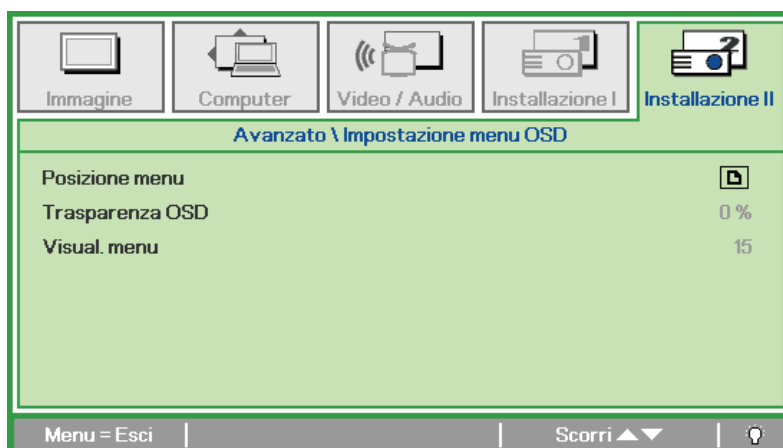 Immagine
Computer
Video / Audio
Installazione I
Installazione II
Avanzato \ Impostazione menu OSD
Posizione menu
Trasparenza OSD 0 %
Visual. menu 15
Menu = Esci Scorri ▲▼